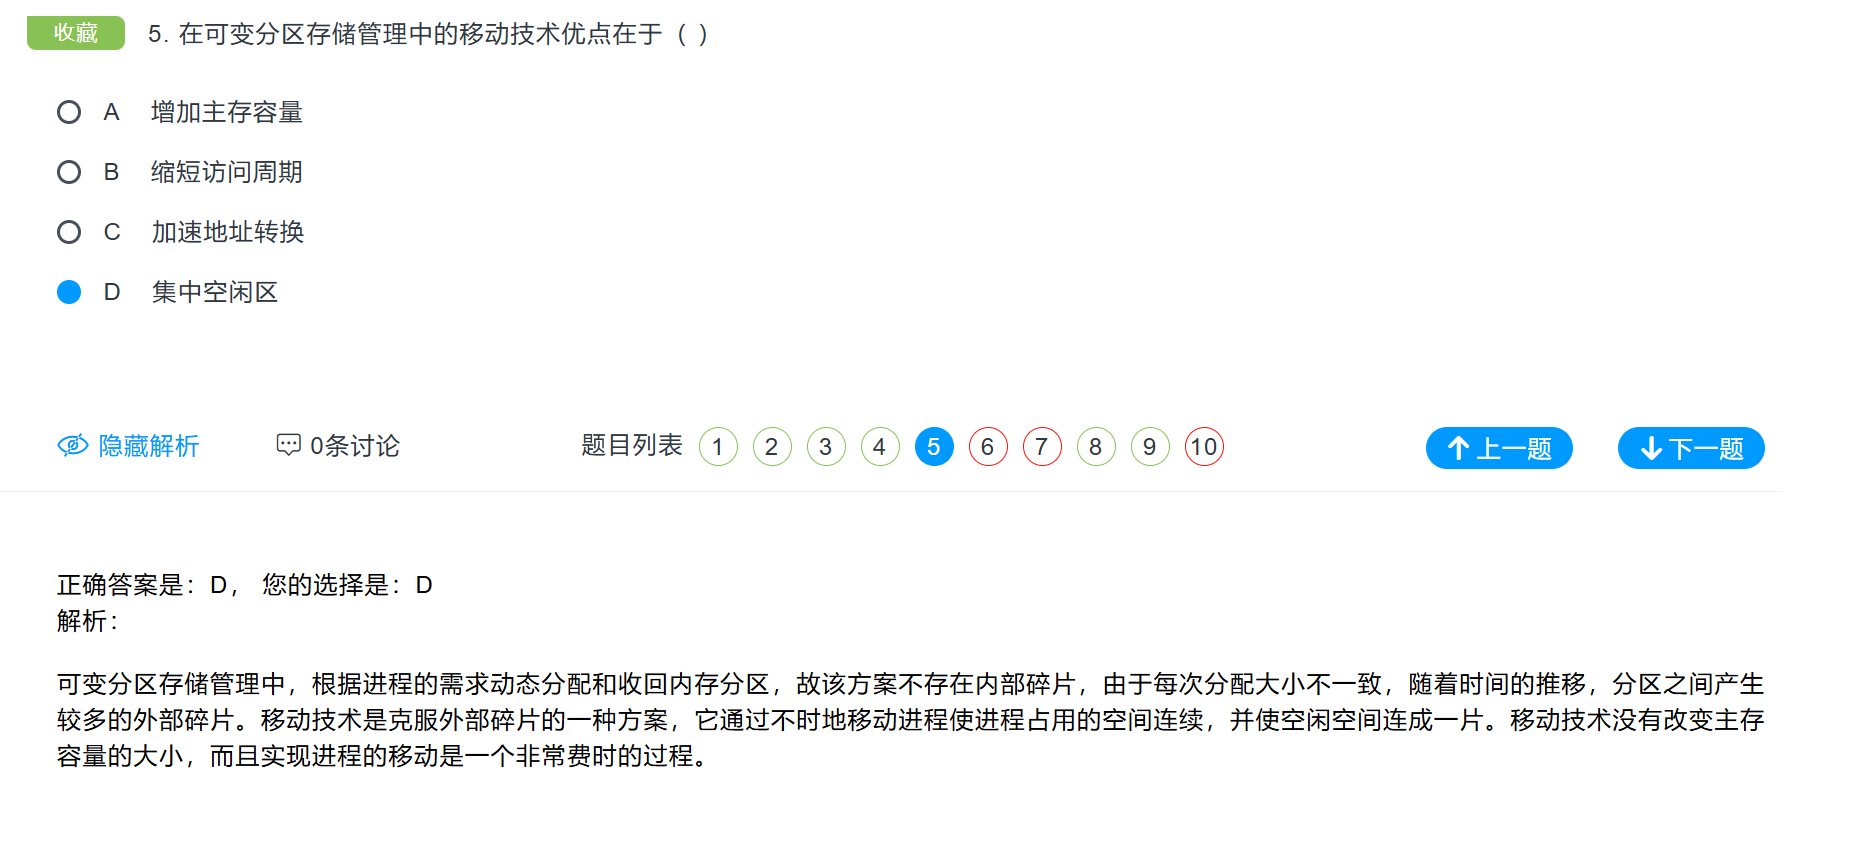 收藏 5. 在可变分区存储管理中的移动技术优点在于（ ）
A 增加主存容量
B 缩短访问周期
C 加速地址转换
D 集中空闲区
隐藏解析 0条讨论 题目列表 1 2 3 4 5 6 7 8 9 10 上一题 下一题
正确答案是：D， 您的选择是：D
解析：
可变分区存储管理中，根据进程的需求动态分配和收回内存分区，故该方案不存在内部碎片，由于每次分配大小不一致，随着时间的推移，分区之间产生
较多的外部碎片。移动技术是克服外部碎片的一种方案，它通过不时地移动进程使进程占用的空间连续，并使空闲空间连成一片。移动技术没有改变主存
容量的大小，而且实现进程的移动是一个非常费时的过程。